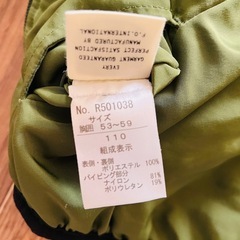 EVERY
GARMENT GUARANTEED
PERFECT SATISFACTION
MANUFACTURED BY
F.O.INTERNATIONAL
No. R501038
サイズ
胸囲 53~59
110
組成表示
表側・裏側
ポリエステル 100%
パイピング部分
ナイロン 81%
ポリウレタン 19%